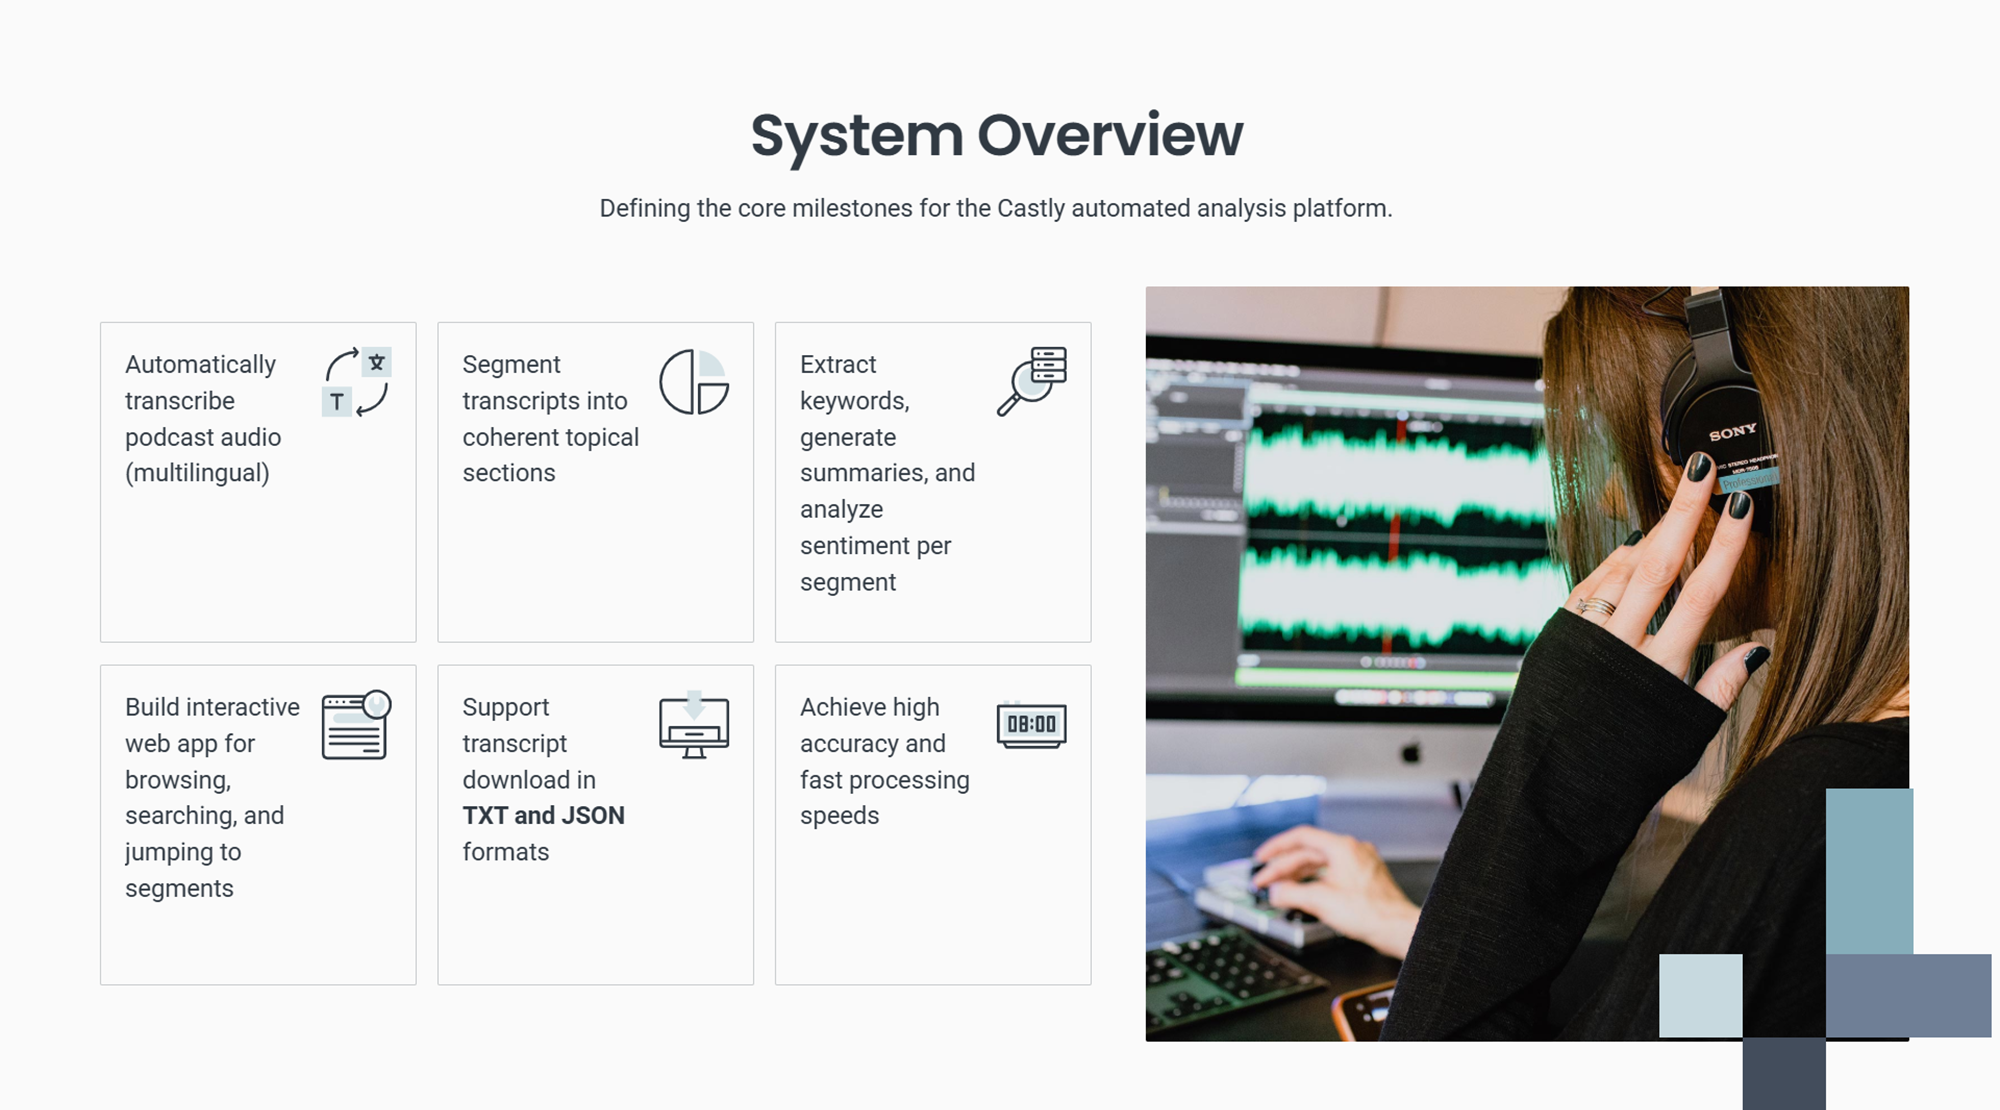 System Overview
Defining the core milestones for the Castly automated analysis platform.
Automatically
transcribe
podcast audio
(multilingual)
文
T
Segment
transcripts into
coherent topical
sections
Extract
keywords,
generate
summaries, and
analyze
sentiment per
segment
Build interactive
web app for
browsing,
searching, and
jumping to
segments
Support
transcript
download in
TXT and JSON
formats
Achieve high
accuracy and
fast processing
speeds
08:00
SONY
STEREO HEADPHON
Professional